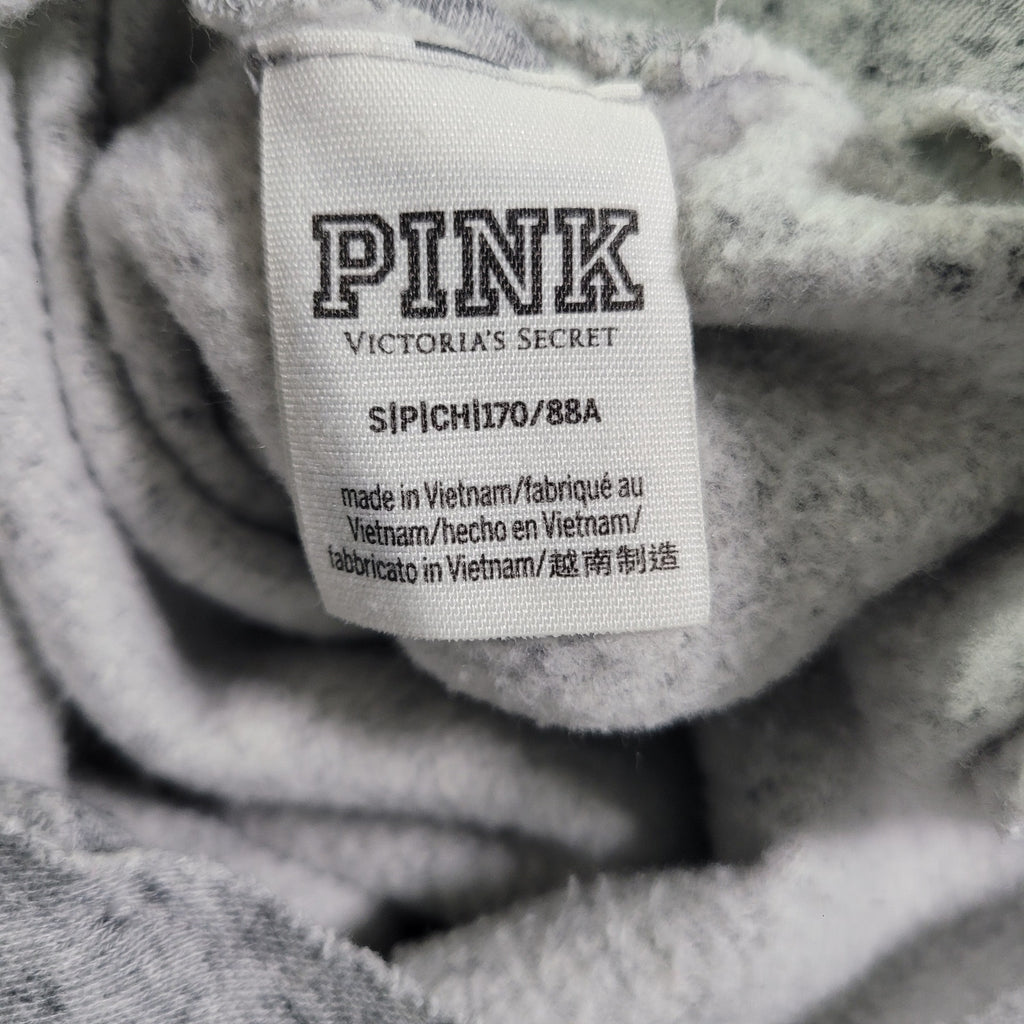 PINK
VICTORIA'S SECRET
S|P|CH|170/88A
made in Vietnam/fabriqué au
Vietnam/hecho en Vietnam/
fabbricato in Vietnam/越南制造